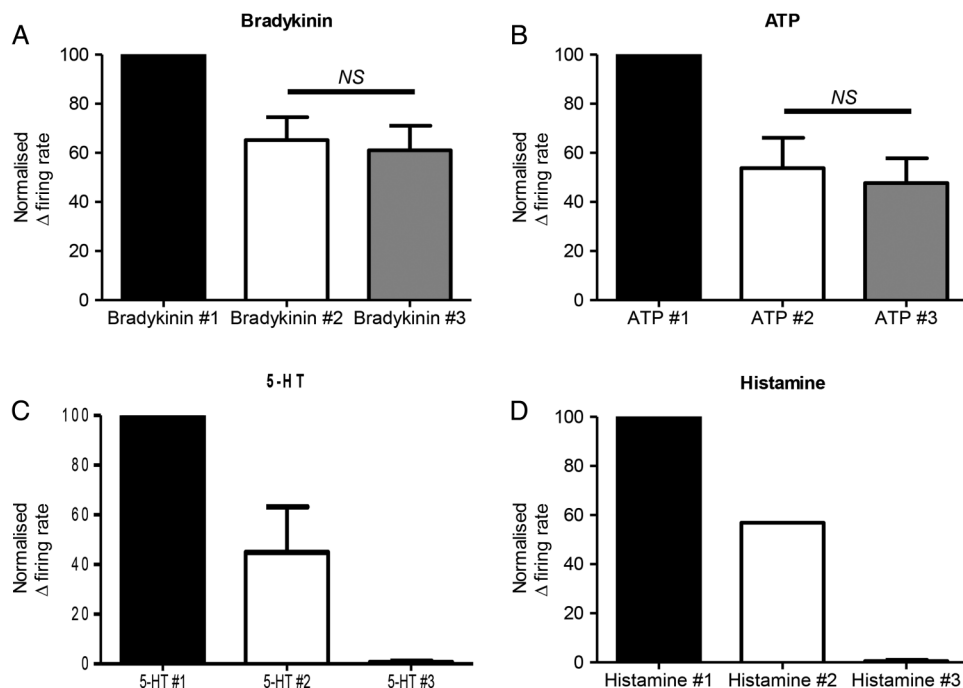 A
Bradykinin
Normalised
Δ firing rate
100
80
60
40
20
0
NS
Bradykinin #1
Bradykinin #2
Bradykinin #3
B
ATP
Normalised
Δ firing rate
100
80
60
40
20
0
NS
ATP #1
ATP #2
ATP #3
C
5-HT
Normalised
Δ firing rate
100
80
60
40
20
0
5-HT #1
5-HT #2
5-HT #3
D
Histamine
Normalised
Δ firing rate
100
80
60
40
20
0
Histamine #1
Histamine #2
Histamine #3